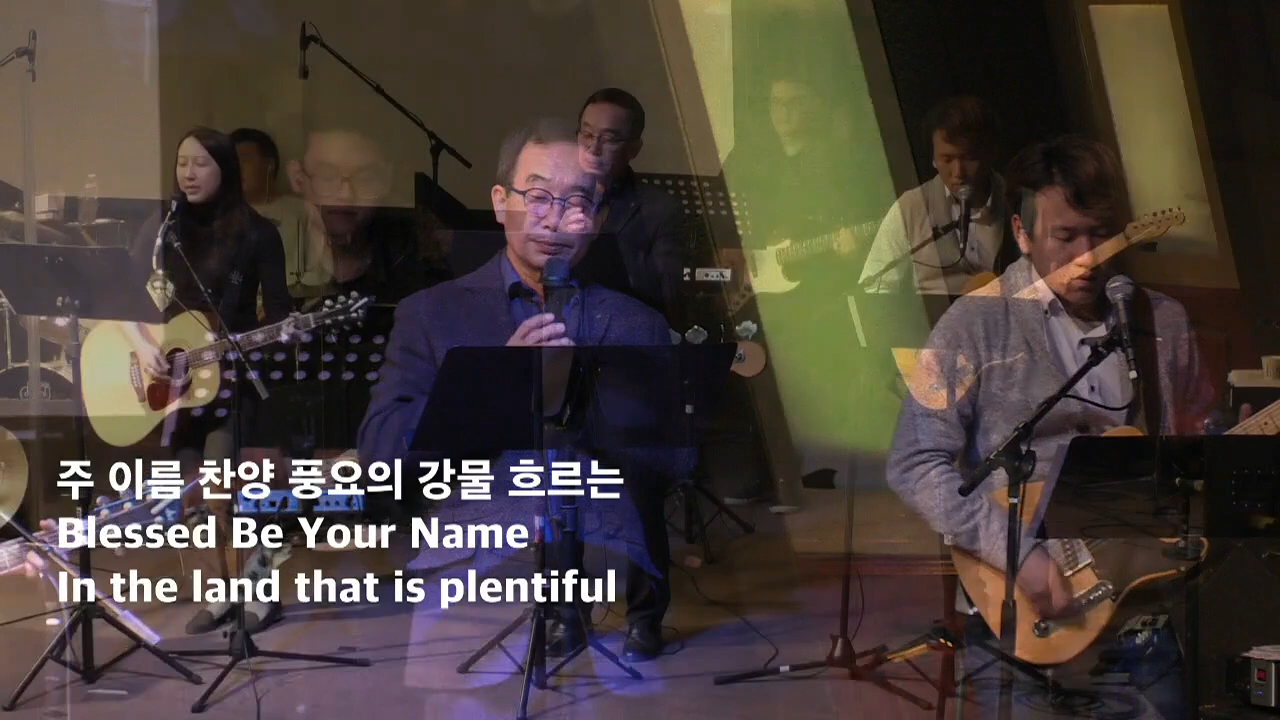 주 이름 찬양 풍요의 강물 흐르는
Blessed Be Your Name
In the land that is plentiful